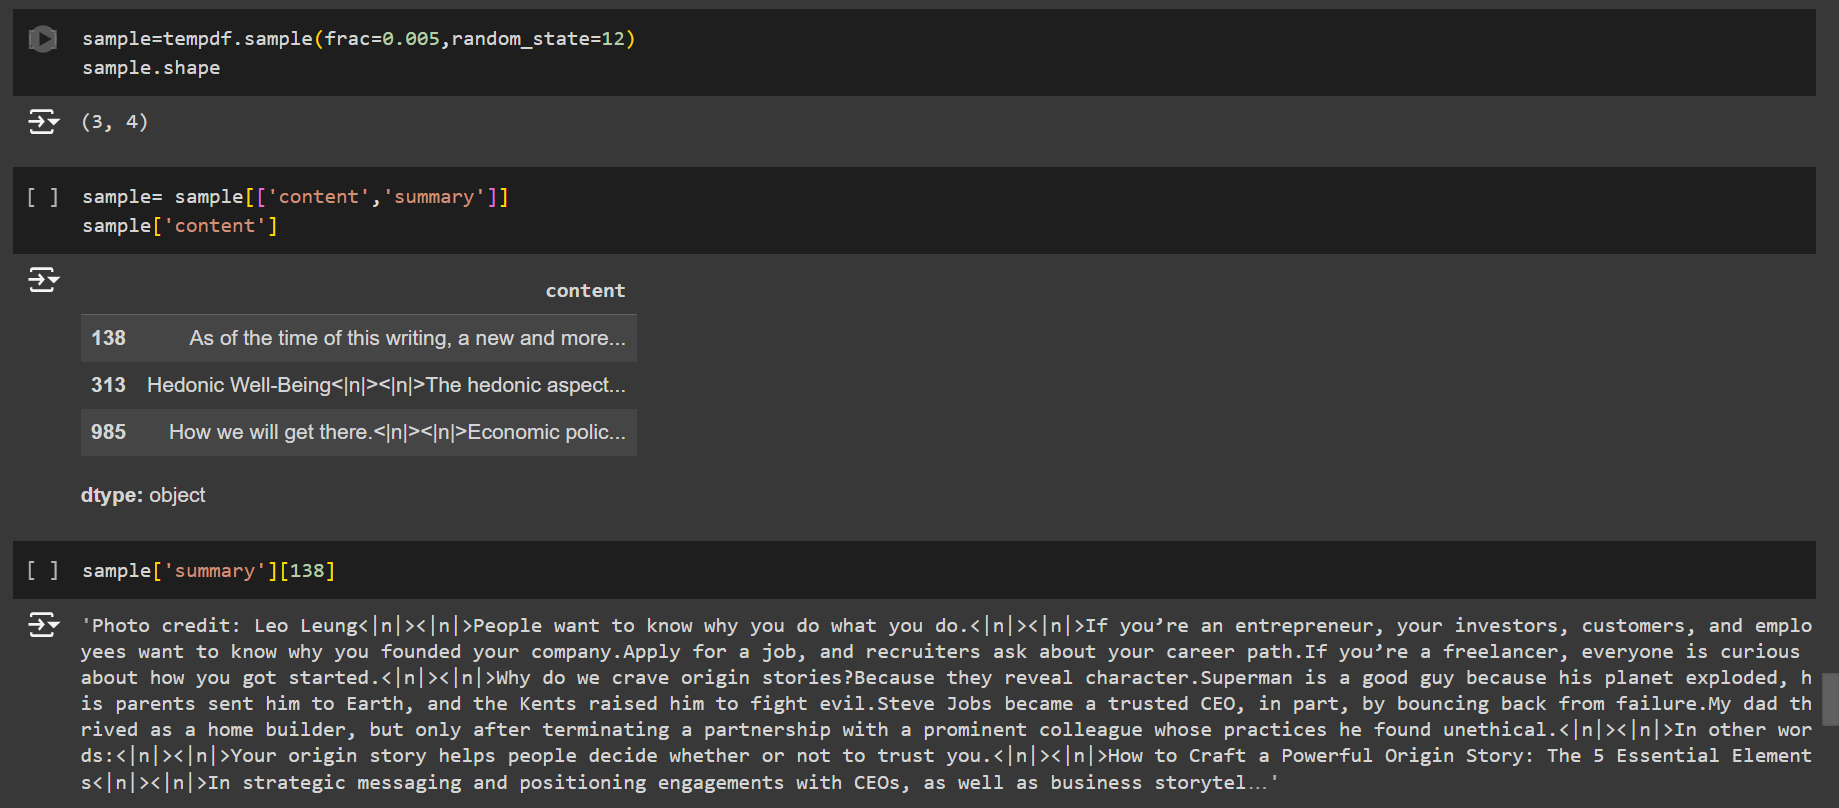 sample=tempdf.sample(frac=0.005,random_state=12)
sample.shape
(3, 4)
[ ] sample= sample[['content','summary']]
sample['content']
content
138 As of the time of this writing, a new and more...
313 Hedonic Well-Being<|n|><|n|>The hedonic aspect...
985 How we will get there.<|n|><|n|>Economic polic...
dtype: object
[ ] sample['summary'][138]
'Photo credit: Leo Leung<|n|><|n|>People want to know why you do what you do.<|n|><|n|>If you’re an entrepreneur, your investors, customers, and emplo
yees want to know why you founded your company.Apply for a job, and recruiters ask about your career path.If you’re a freelancer, everyone is curious
about how you got started.<|n|><|n|>Why do we crave origin stories?Because they reveal character.Superman is a good guy because his planet exploded, h
is parents sent him to Earth, and the Kents raised him to fight evil.Steve Jobs became a trusted CEO, in part, by bouncing back from failure.My dad th
rived as a home builder, but only after terminating a partnership with a prominent colleague whose practices he found unethical.<|n|><|n|>In other wor
ds:<|n|><|n|>Your origin story helps people decide whether or not to trust you.<|n|><|n|>How to Craft a Powerful Origin Story: The 5 Essential Element
s<|n|><|n|>In strategic messaging and positioning engagements with CEOs, as well as business storytel…'